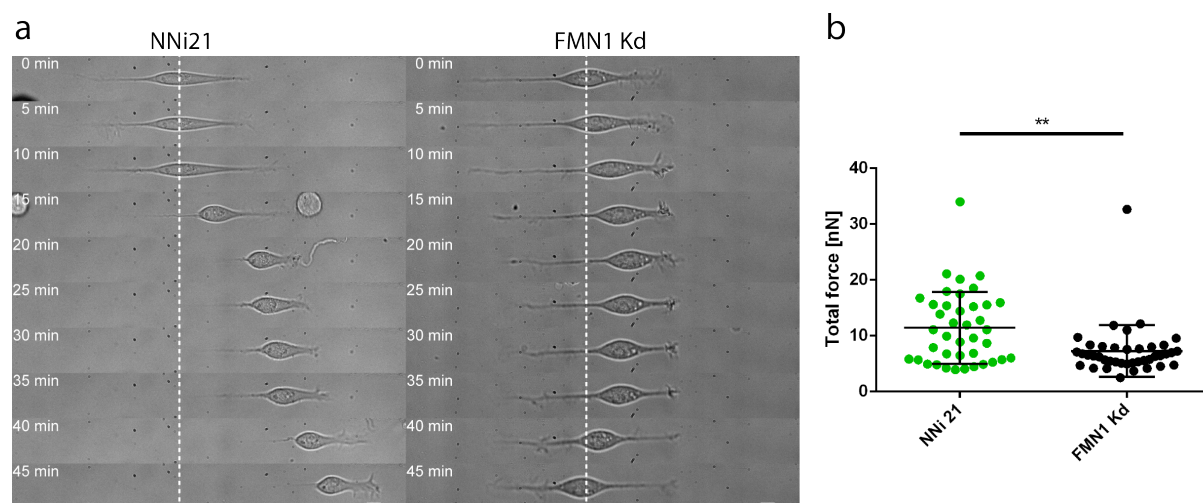 a
NNi21
FMN1 Kd
0 min
5 min
10 min
15 min
20 min
25 min
30 min
35 min
40 min
45 min
0 min
5 min
10 min
15 min
20 min
25 min
30 min
35 min
40 min
45 min
b
**
Total force [nN]
40
30
20
10
0
NNi 21
FMN1 Kd